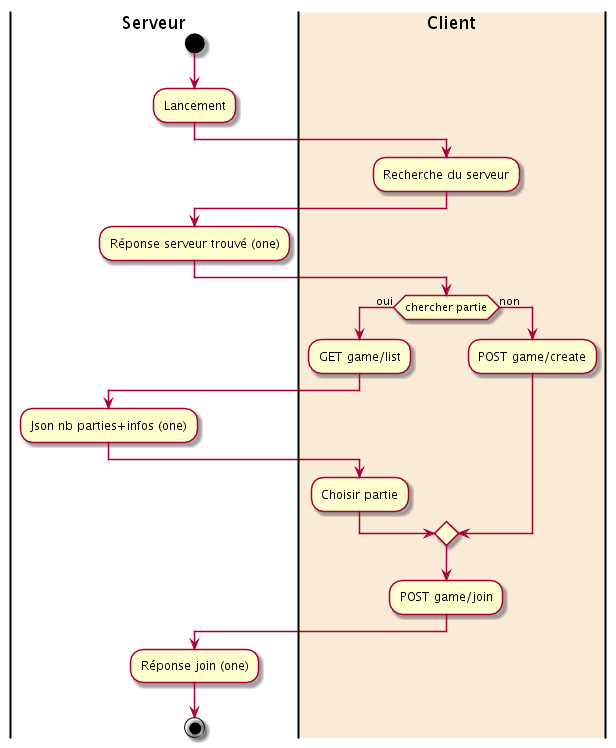 Serveur
Client
Lancement
Recherche du serveur
Réponse serveur trouvé (one)
oui
chercher partie
non
GET game/list
POST game/create
Json nb parties+infos (one)
Choisir partie
POST game/join
Réponse join (one)